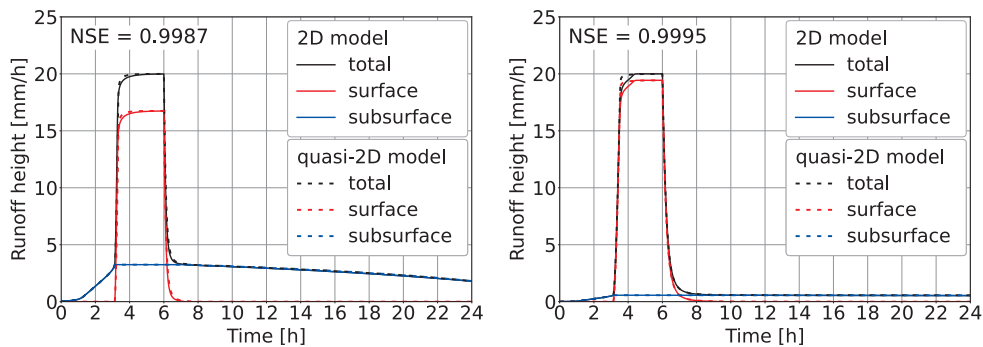 NSE = 0.9987
2D model
total
surface
subsurface
quasi-2D model
total
surface
subsurface
Runoff height [mm/h]
25
20
15
10
5
0
0 2 4 6 8 10 12 14 16 18 20 22 24
Time [h]
NSE = 0.9995
2D model
total
surface
subsurface
quasi-2D model
total
surface
subsurface
Runoff height [mm/h]
25
20
15
10
5
0
0 2 4 6 8 10 12 14 16 18 20 22 24
Time [h]